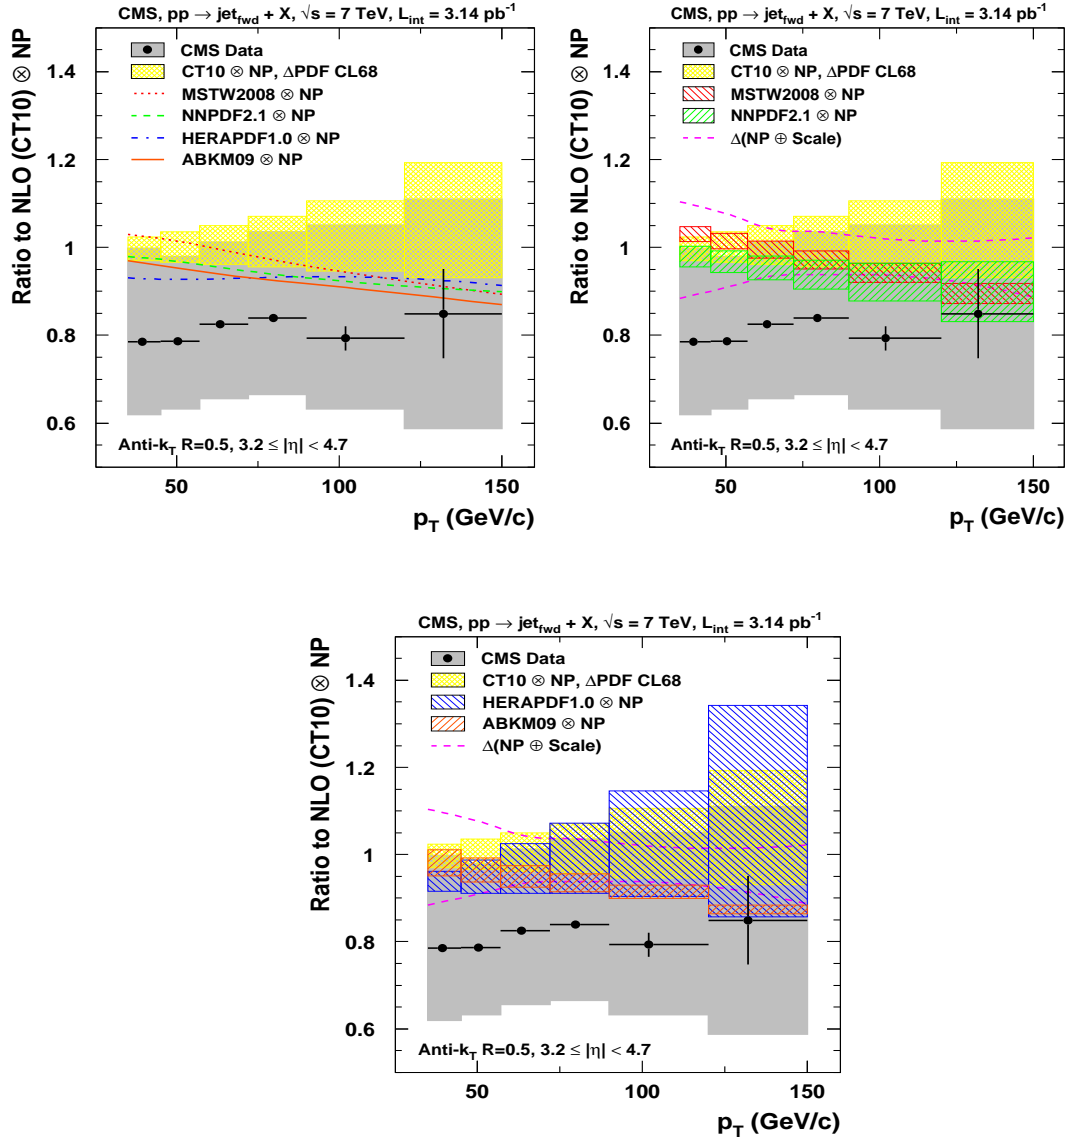 CMS, pp → jet_fwd + X, √s = 7 TeV, L_int = 3.14 pb⁻¹
Ratio to NLO (CT10) ⊗ NP
CMS Data
CT10 ⊗ NP, ΔPDF CL68
MSTW2008 ⊗ NP
NNPDF2.1 ⊗ NP
HERAPDF1.0 ⊗ NP
ABKM09 ⊗ NP
1.4
1.2
1
0.8
0.6
Anti-k_T R=0.5, 3.2 ≤ |η| < 4.7
50 100 150
p_T (GeV/c)
CMS, pp → jet_fwd + X, √s = 7 TeV, L_int = 3.14 pb⁻¹
Ratio to NLO (CT10) ⊗ NP
CMS Data
CT10 ⊗ NP, ΔPDF CL68
MSTW2008 ⊗ NP
NNPDF2.1 ⊗ NP
Δ(NP ⊕ Scale)
1.4
1.2
1
0.8
0.6
Anti-k_T R=0.5, 3.2 ≤ |η| < 4.7
50 100 150
p_T (GeV/c)
CMS, pp → jet_fwd + X, √s = 7 TeV, L_int = 3.14 pb⁻¹
Ratio to NLO (CT10) ⊗ NP
CMS Data
CT10 ⊗ NP, ΔPDF CL68
HERAPDF1.0 ⊗ NP
ABKM09 ⊗ NP
Δ(NP ⊕ Scale)
1.4
1.2
1
0.8
0.6
Anti-k_T R=0.5, 3.2 ≤ |η| < 4.7
50 100 150
p_T (GeV/c)